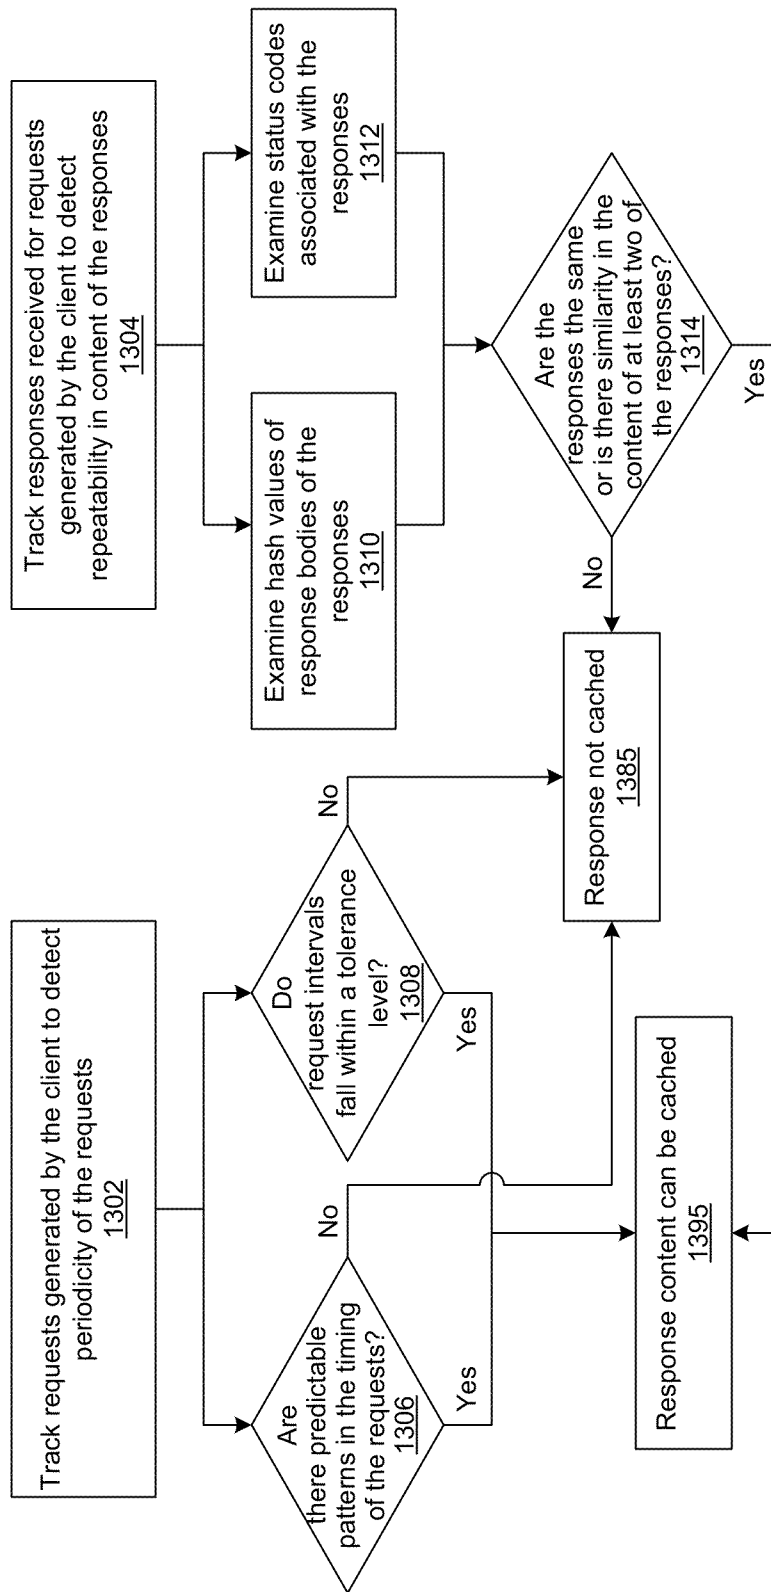 Track requests generated by the client to detect
periodicity of the requests
1302
Track responses received for requests
generated by the client to detect
repeatability in content of the responses
1304
Are
there predictable
patterns in the timing
of the requests?
1306
Do
request intervals
fall within a tolerance
level?
1308
Examine hash values of
response bodies of the
responses
1310
Examine status codes
associated with the
responses
1312
No
No
Yes
Yes
Are the
responses the same
or is there similarity in the
content of at least two of
the responses?
1314
No
Yes
Response not cached
1385
Response content can be cached
1395